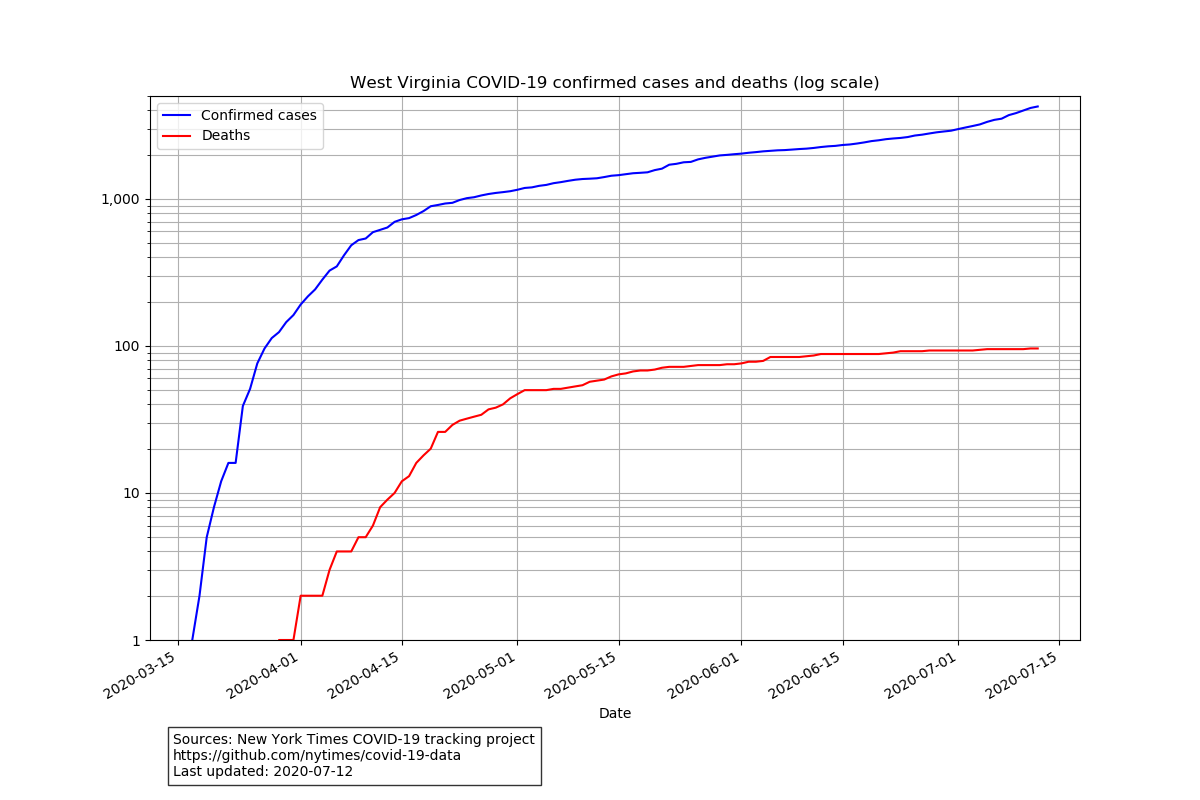 West Virginia COVID-19 confirmed cases and deaths (log scale)
Confirmed cases
Deaths
1,000
100
10
1
2020-03-15
2020-04-01
2020-04-15
2020-05-01
2020-05-15
2020-06-01
2020-06-15
2020-07-01
2020-07-15
Date
Sources: New York Times COVID-19 tracking project
https://github.com/nytimes/covid-19-data
Last updated: 2020-07-12